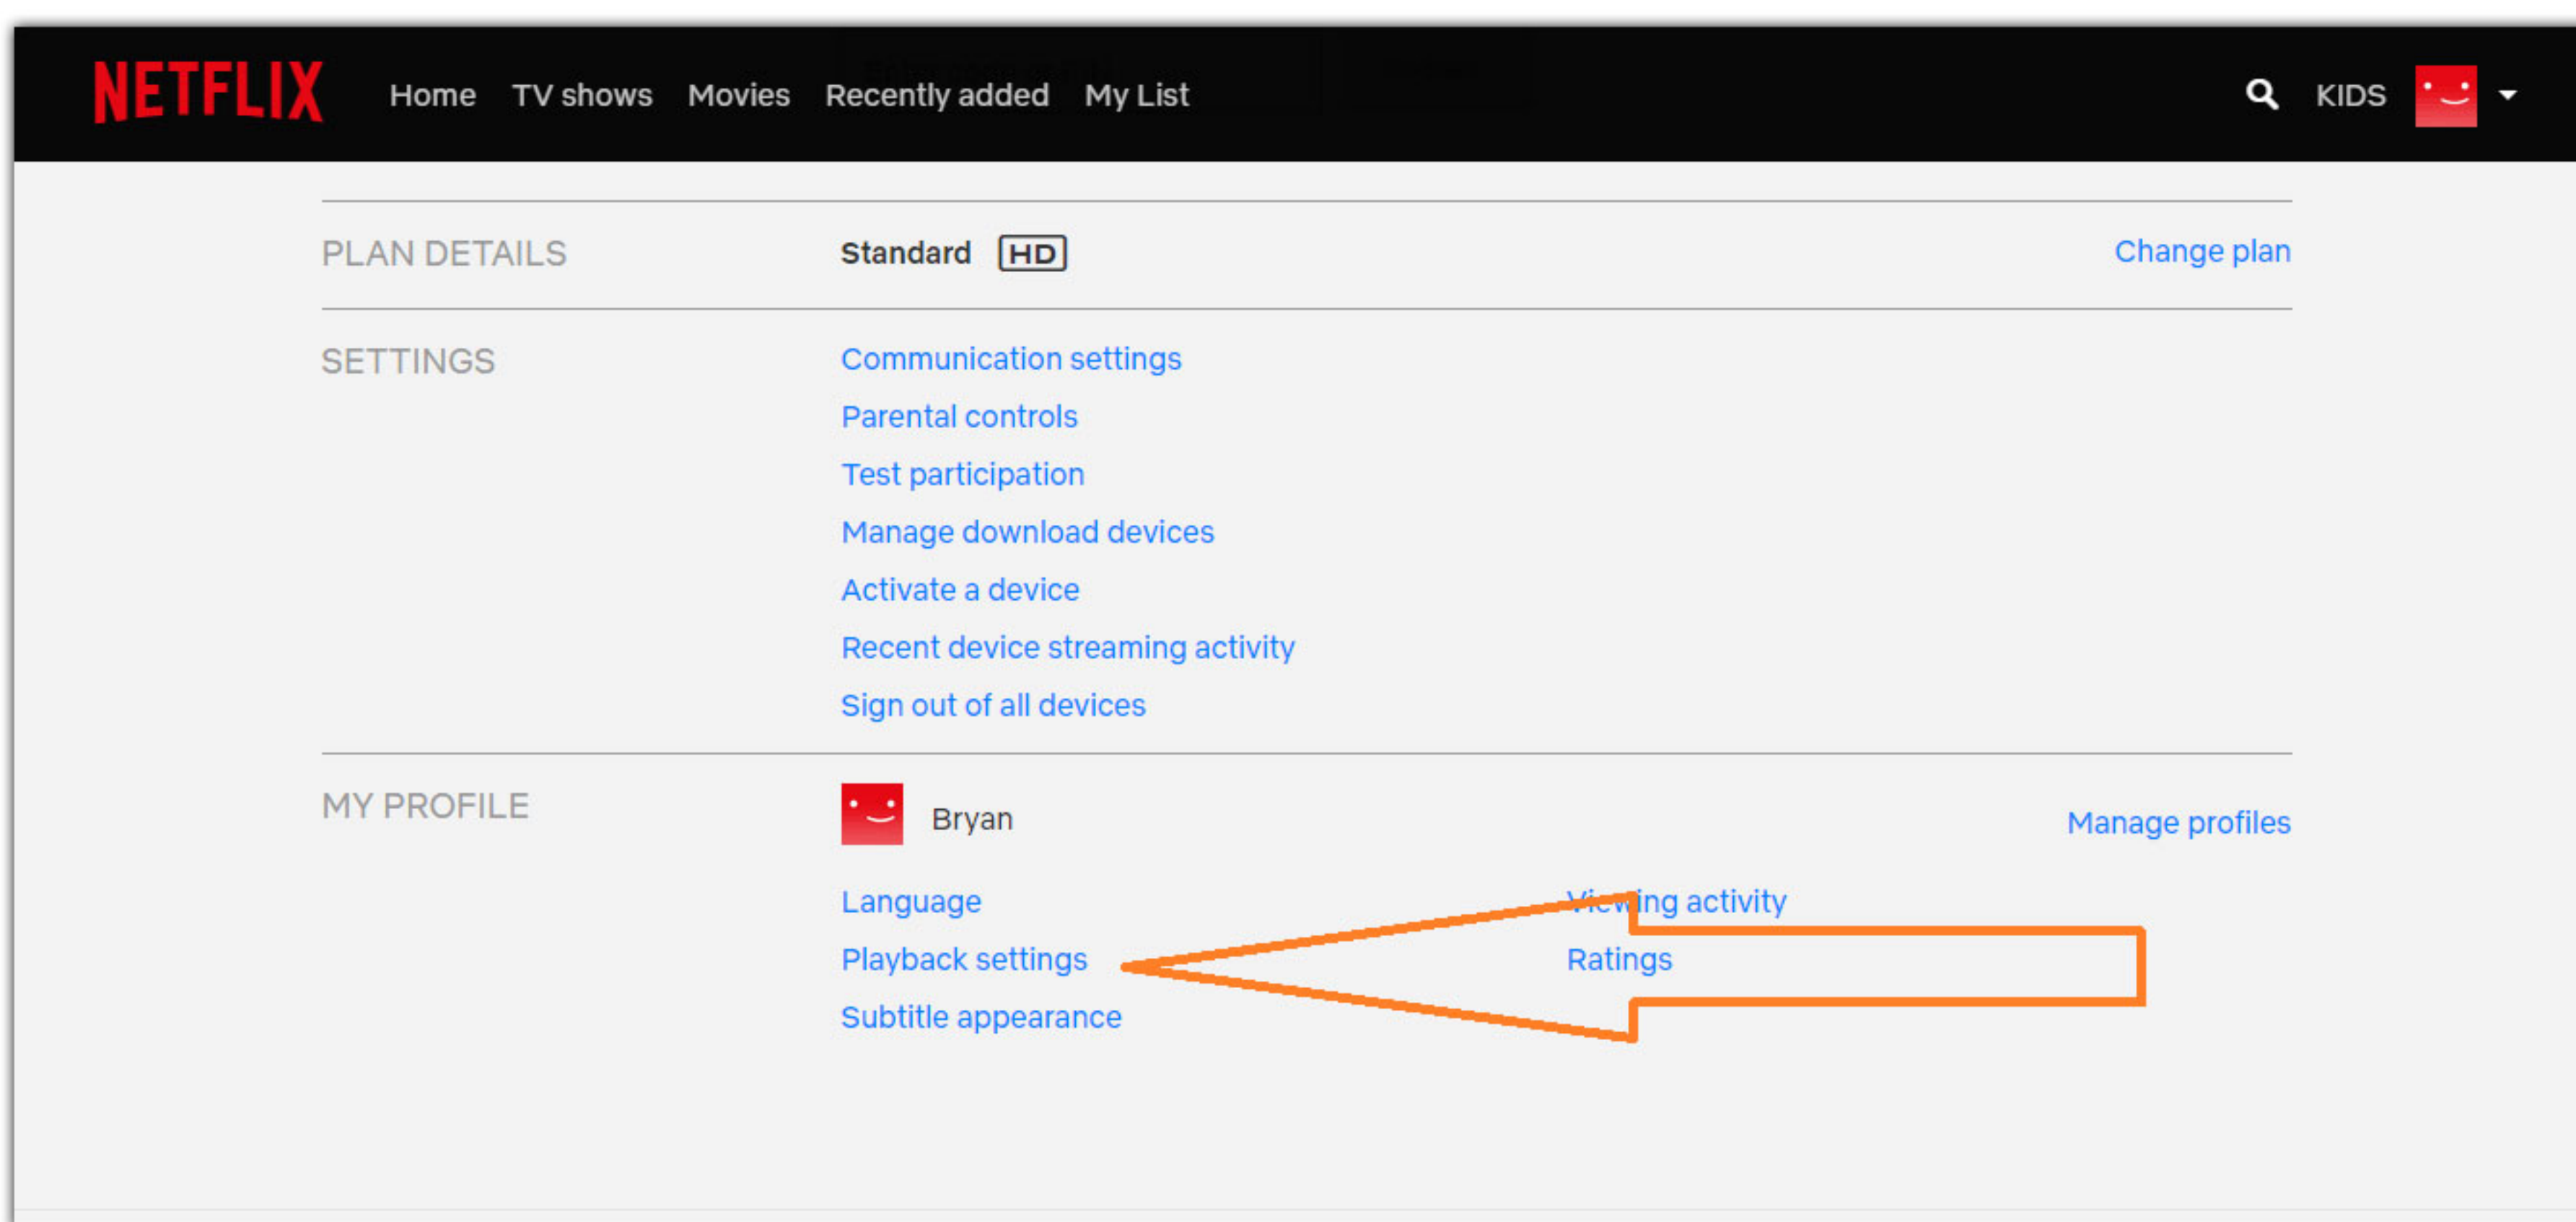 NETFLIX Home TV shows Movies Recently added My List KIDS
PLAN DETAILS Standard HD Change plan
SETTINGS Communication settings
Parental controls
Test participation
Manage download devices
Activate a device
Recent device streaming activity
Sign out of all devices
MY PROFILE Bryan Manage profiles
Language Viewing activity
Playback settings Ratings
Subtitle appearance